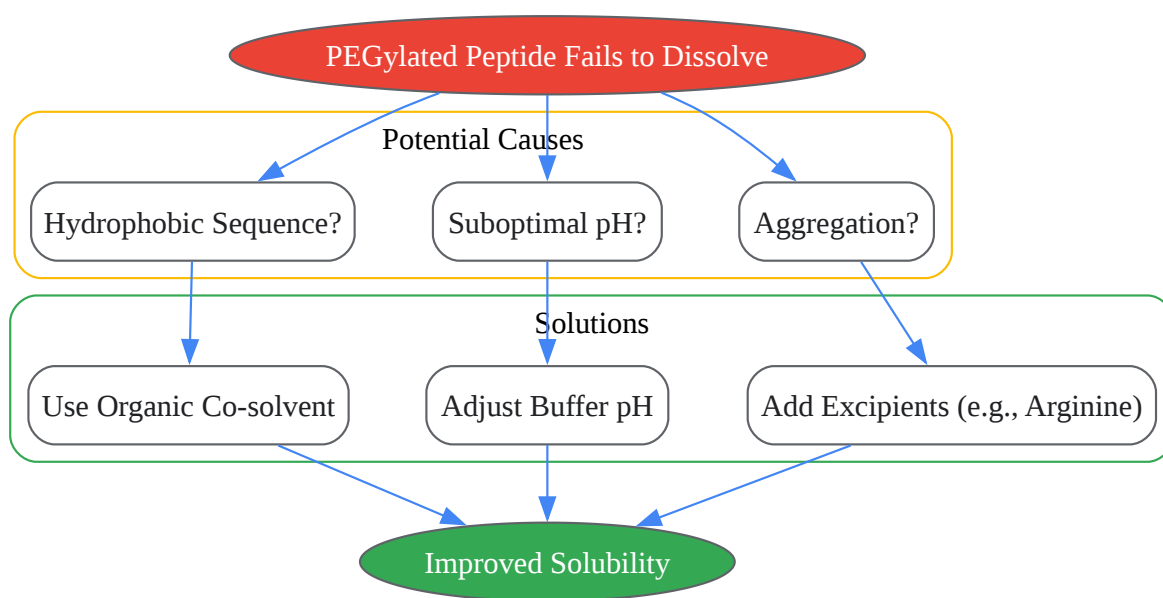 PEGylated Peptide Fails to Dissolve
Potential Causes
Hydrophobic Sequence?
Suboptimal pH?
Aggregation?
Solutions
Use Organic Co-solvent
Adjust Buffer pH
Add Excipients (e.g., Arginine)
Improved Solubility